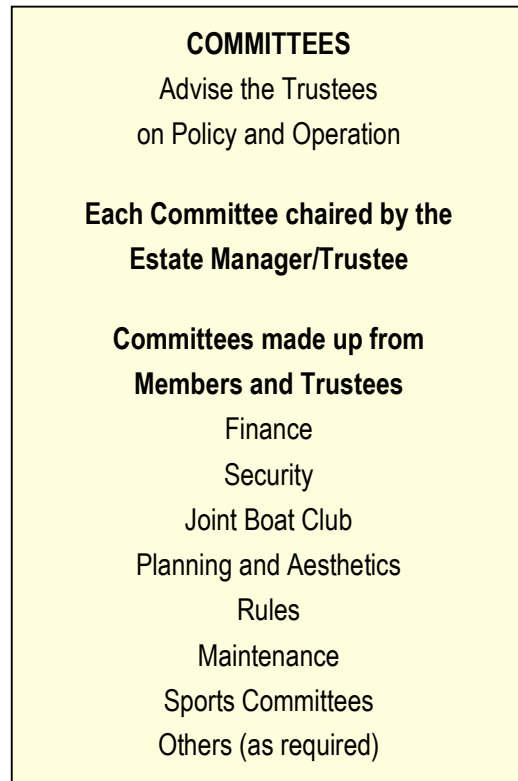 COMMITTEES
Advise the Trustees
on Policy and Operation
Each Committee chaired by the
Estate Manager/Trustee
Committees made up from
Members and Trustees
Finance
Security
Joint Boat Club
Planning and Aesthetics
Rules
Maintenance
Sports Committees
Others (as required)